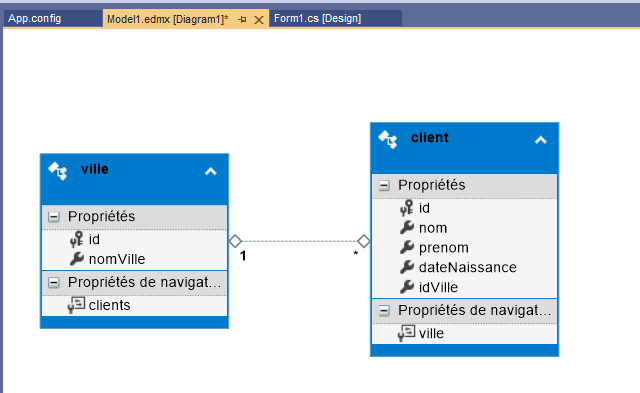 App.config
Model1.edmx [Diagram1]*
Form1.cs [Design]
ville
Propriétés
id
nomVille
Propriétés de navigat...
clients
1
*
client
Propriétés
id
nom
prenom
dateNaissance
idVille
Propriétés de navigat...
ville